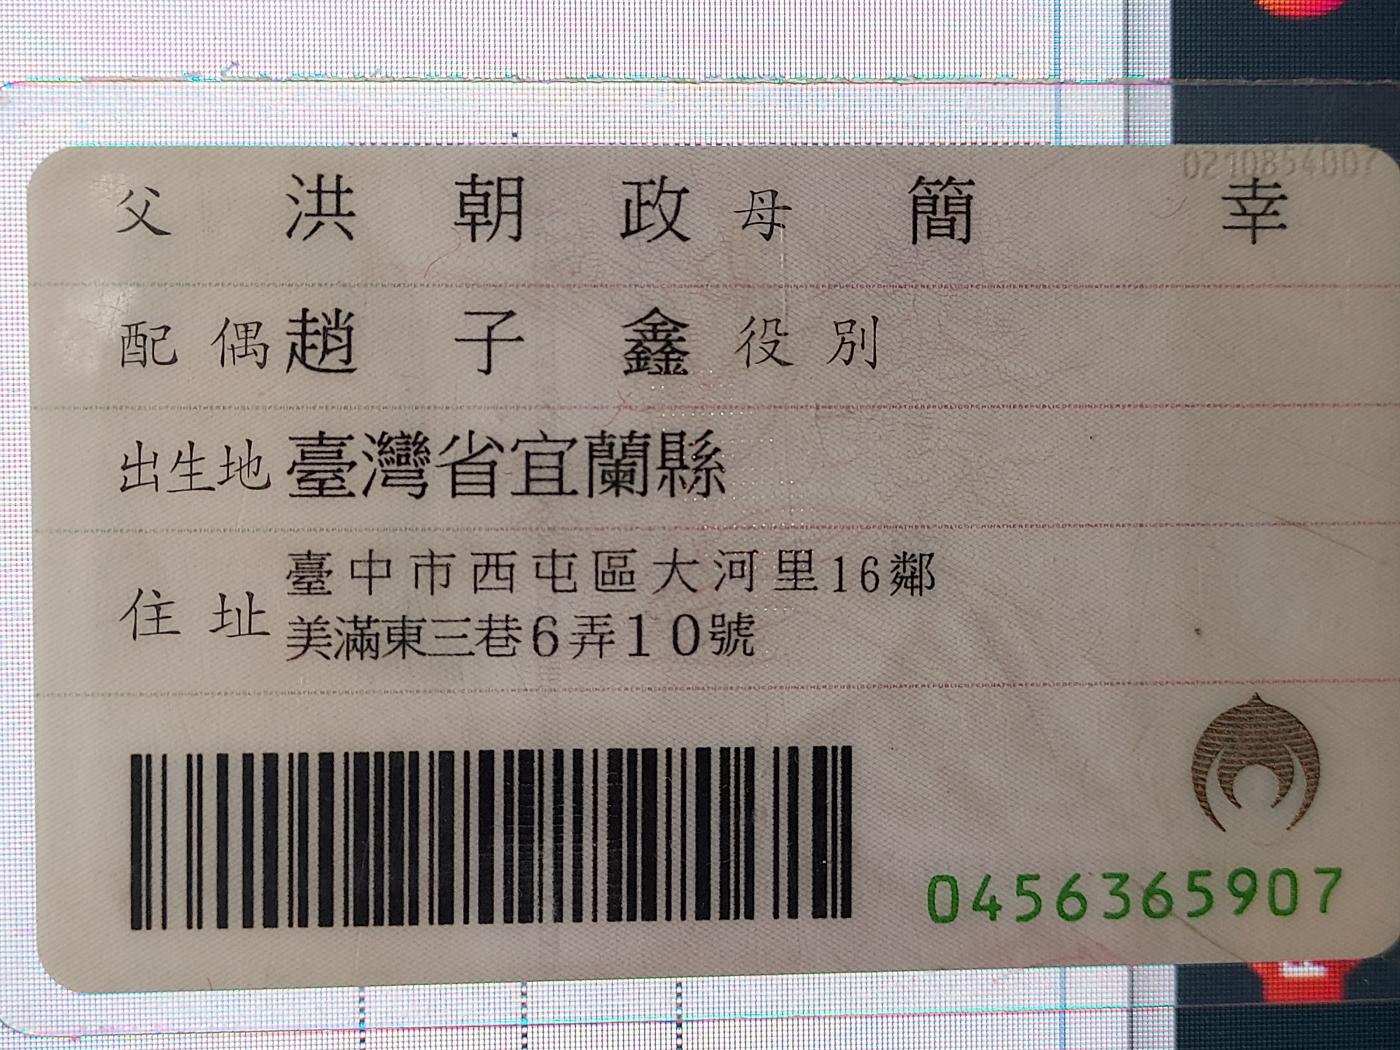 0210854007
父 洪朝政 母 簡幸
配偶 趙子鑫 役別
出生地 臺灣省宜蘭縣
住址 臺中市西屯區大河里16鄰
美滿東三巷6弄10號
0456365907